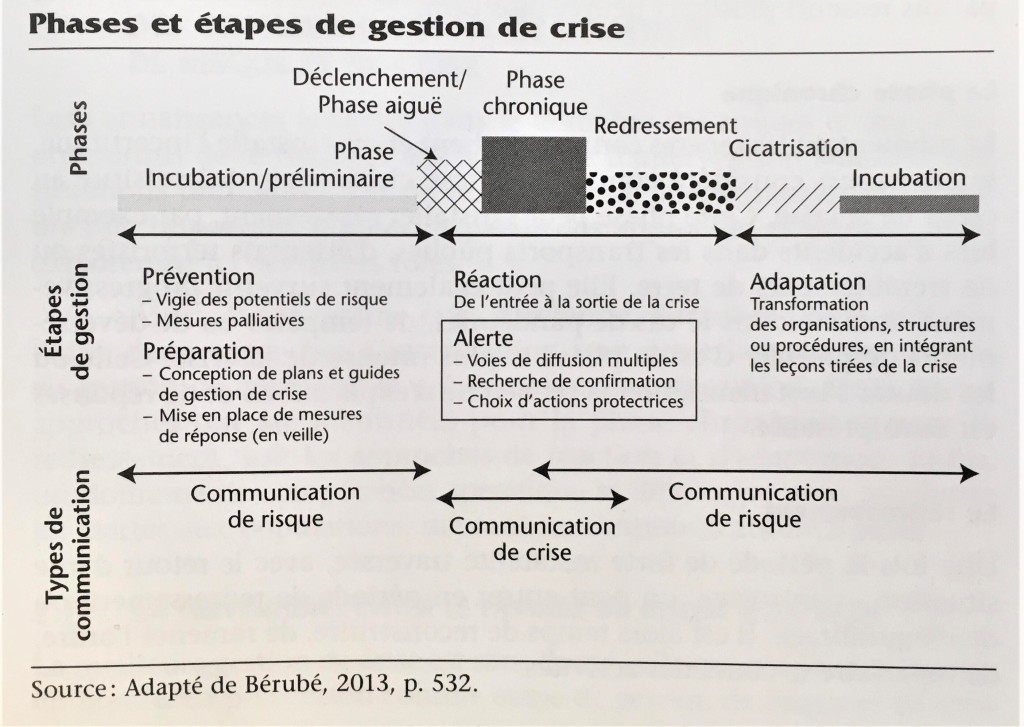 Phases et étapes de gestion de crise
Phases
Déclenchement/
Phase aiguë
Phase
chronique
Redressement
Cicatrisation
Phase
Incubation/préliminaire
Incubation
Étapes
de gestion
Prévention
– Vigie des potentiels de risque
– Mesures palliatives
Préparation
– Conception de plans et guides
de gestion de crise
– Mise en place de mesures
de réponse (en veille)
Réaction
De l'entrée à la sortie de la crise
Alerte
– Voies de diffusion multiples
– Recherche de confirmation
– Choix d'action protectrice
Adaptation
Transformation
des organisations, structures
ou procédures, en intégrant
les leçons tirées de la crise
Types de
communication
Communication
de risque
Communication
de crise
Communication
de risque
Source : Adapté de Bérubé, 2013, p. 532.